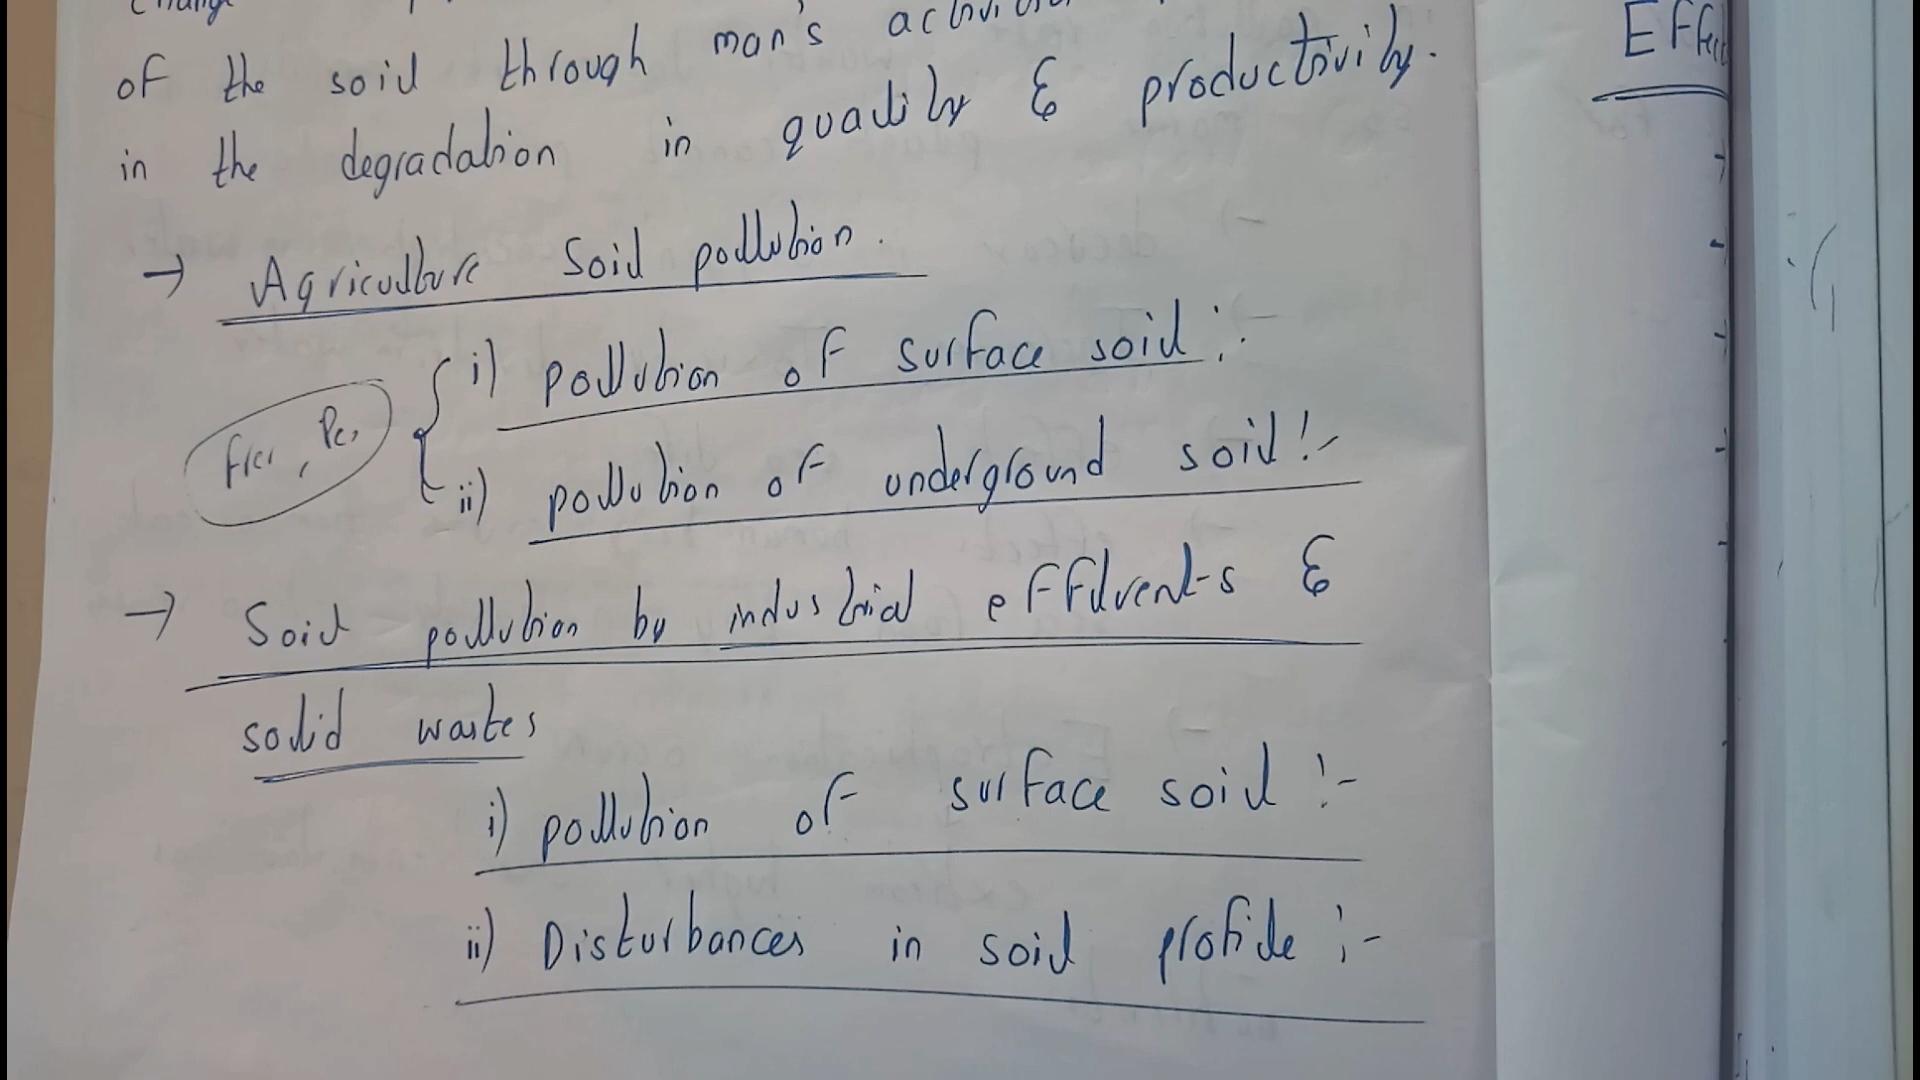 change
of the soil through man's
in the degradation in quality & productivity.
→ Agriculture Soil pollution.
i) pollution of surface soil :-
ii) pollution of underground soil :-
→ Soil pollution by industrial effluents &
solid wastes
i) pollution of surface soil :-
ii) Disturbances in soil profile :-